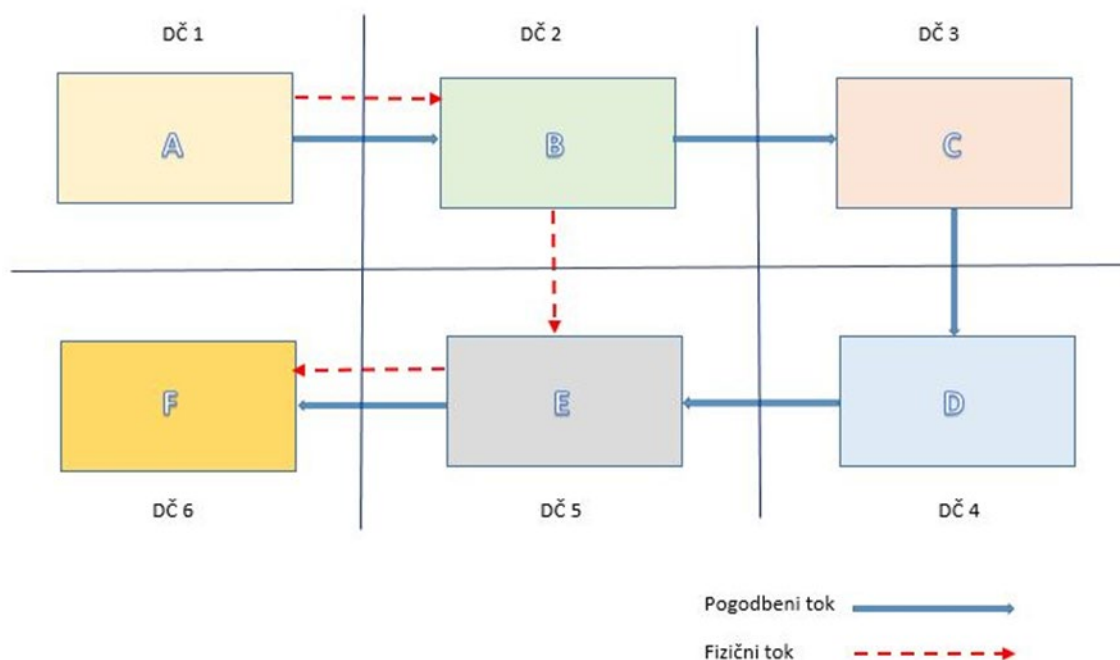 DČ 1
DČ 2
DČ 3
A
B
C
F
E
D
DČ 6
DČ 5
DČ 4
Pogodbeni tok
Fizični tok